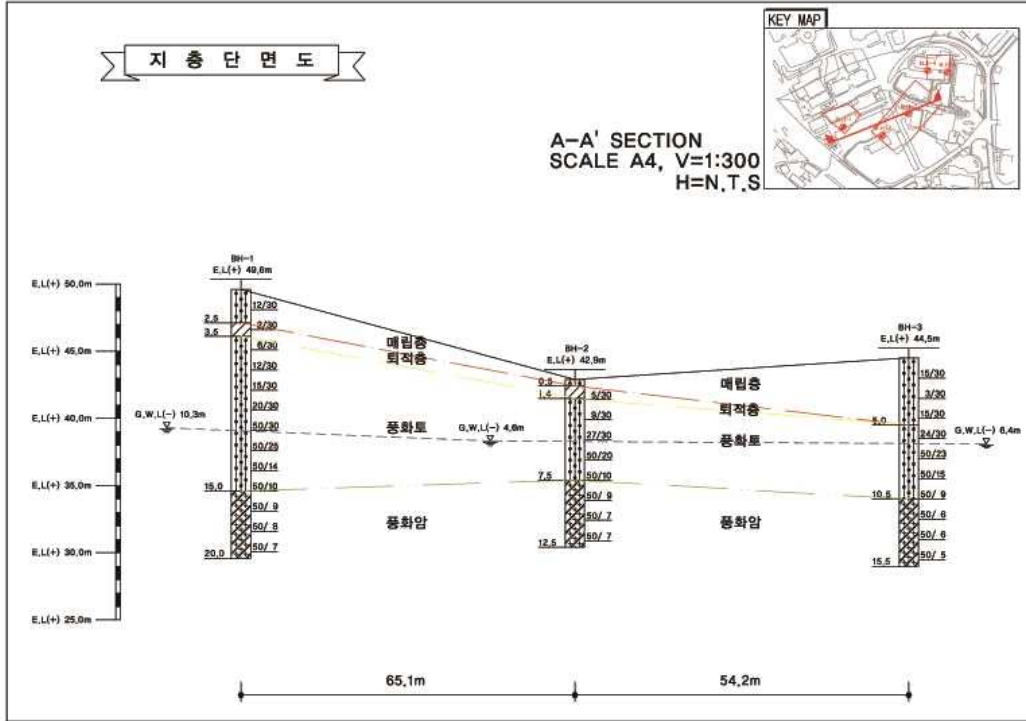 KEY MAP
지 층 단 면 도
A-A' SECTION
SCALE A4, V=1:300
H=N.T.S
BH-1
E.L(+) 49.6m
E.L(+) 50.0m
12/30
2.5
2/30
3.5
6/30
12/30
15/30
20/30
50/30
50/25
50/14
15.0
50/10
50/ 9
50/ 8
50/ 7
20.0
E.L(+) 45.0m
E.L(+) 40.0m
G.W.L(-) 10.3m
E.L(+) 35.0m
E.L(+) 30.0m
E.L(+) 25.0m
매립층
퇴적층
풍화토
풍화암
BH-2
E.L(+) 42.9m
0.5
1.4
5/30
9/30
G.W.L(-) 4.6m
27/30
50/20
7.5
50/10
50/ 9
50/ 7
50/ 7
12.5
매립층
퇴적층
풍화토
풍화암
BH-3
E.L(+) 44.5m
15/30
3/30
15/30
5.0
24/30
G.W.L(-) 6.4m
50/23
50/15
10.5
50/ 9
50/ 6
50/ 6
50/ 5
15.5
65.1m
54.2m